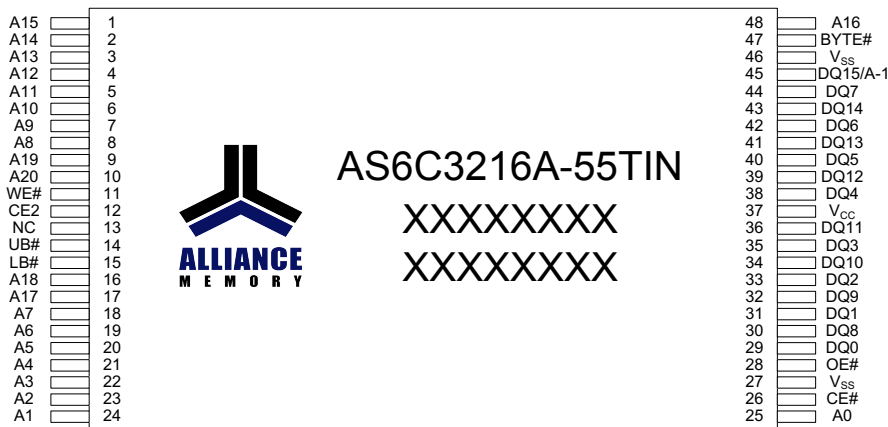 A15 1 48 A16
A14 2 47 BYTE#
A13 3 46 VSS
A12 4 45 DQ15/A-1
A11 5 44 DQ7
A10 6 43 DQ14
A9 7 42 DQ6
A8 8 41 DQ13
A19 9 40 DQ5
A20 10 39 DQ12
WE# 11 38 DQ4
CE2 12 37 VCC
NC 13 36 DQ11
UB# 14 35 DQ3
LB# 15 34 DQ10
A18 16 33 DQ2
A17 17 32 DQ9
A7 18 31 DQ1
A6 19 30 DQ8
A5 20 29 DQ0
A4 21 28 OE#
A3 22 27 VSS
A2 23 26 CE#
A1 24 25 A0
ALLIANCE
MEMORY
AS6C3216A-55TIN
XXXXXXXX
XXXXXXXX